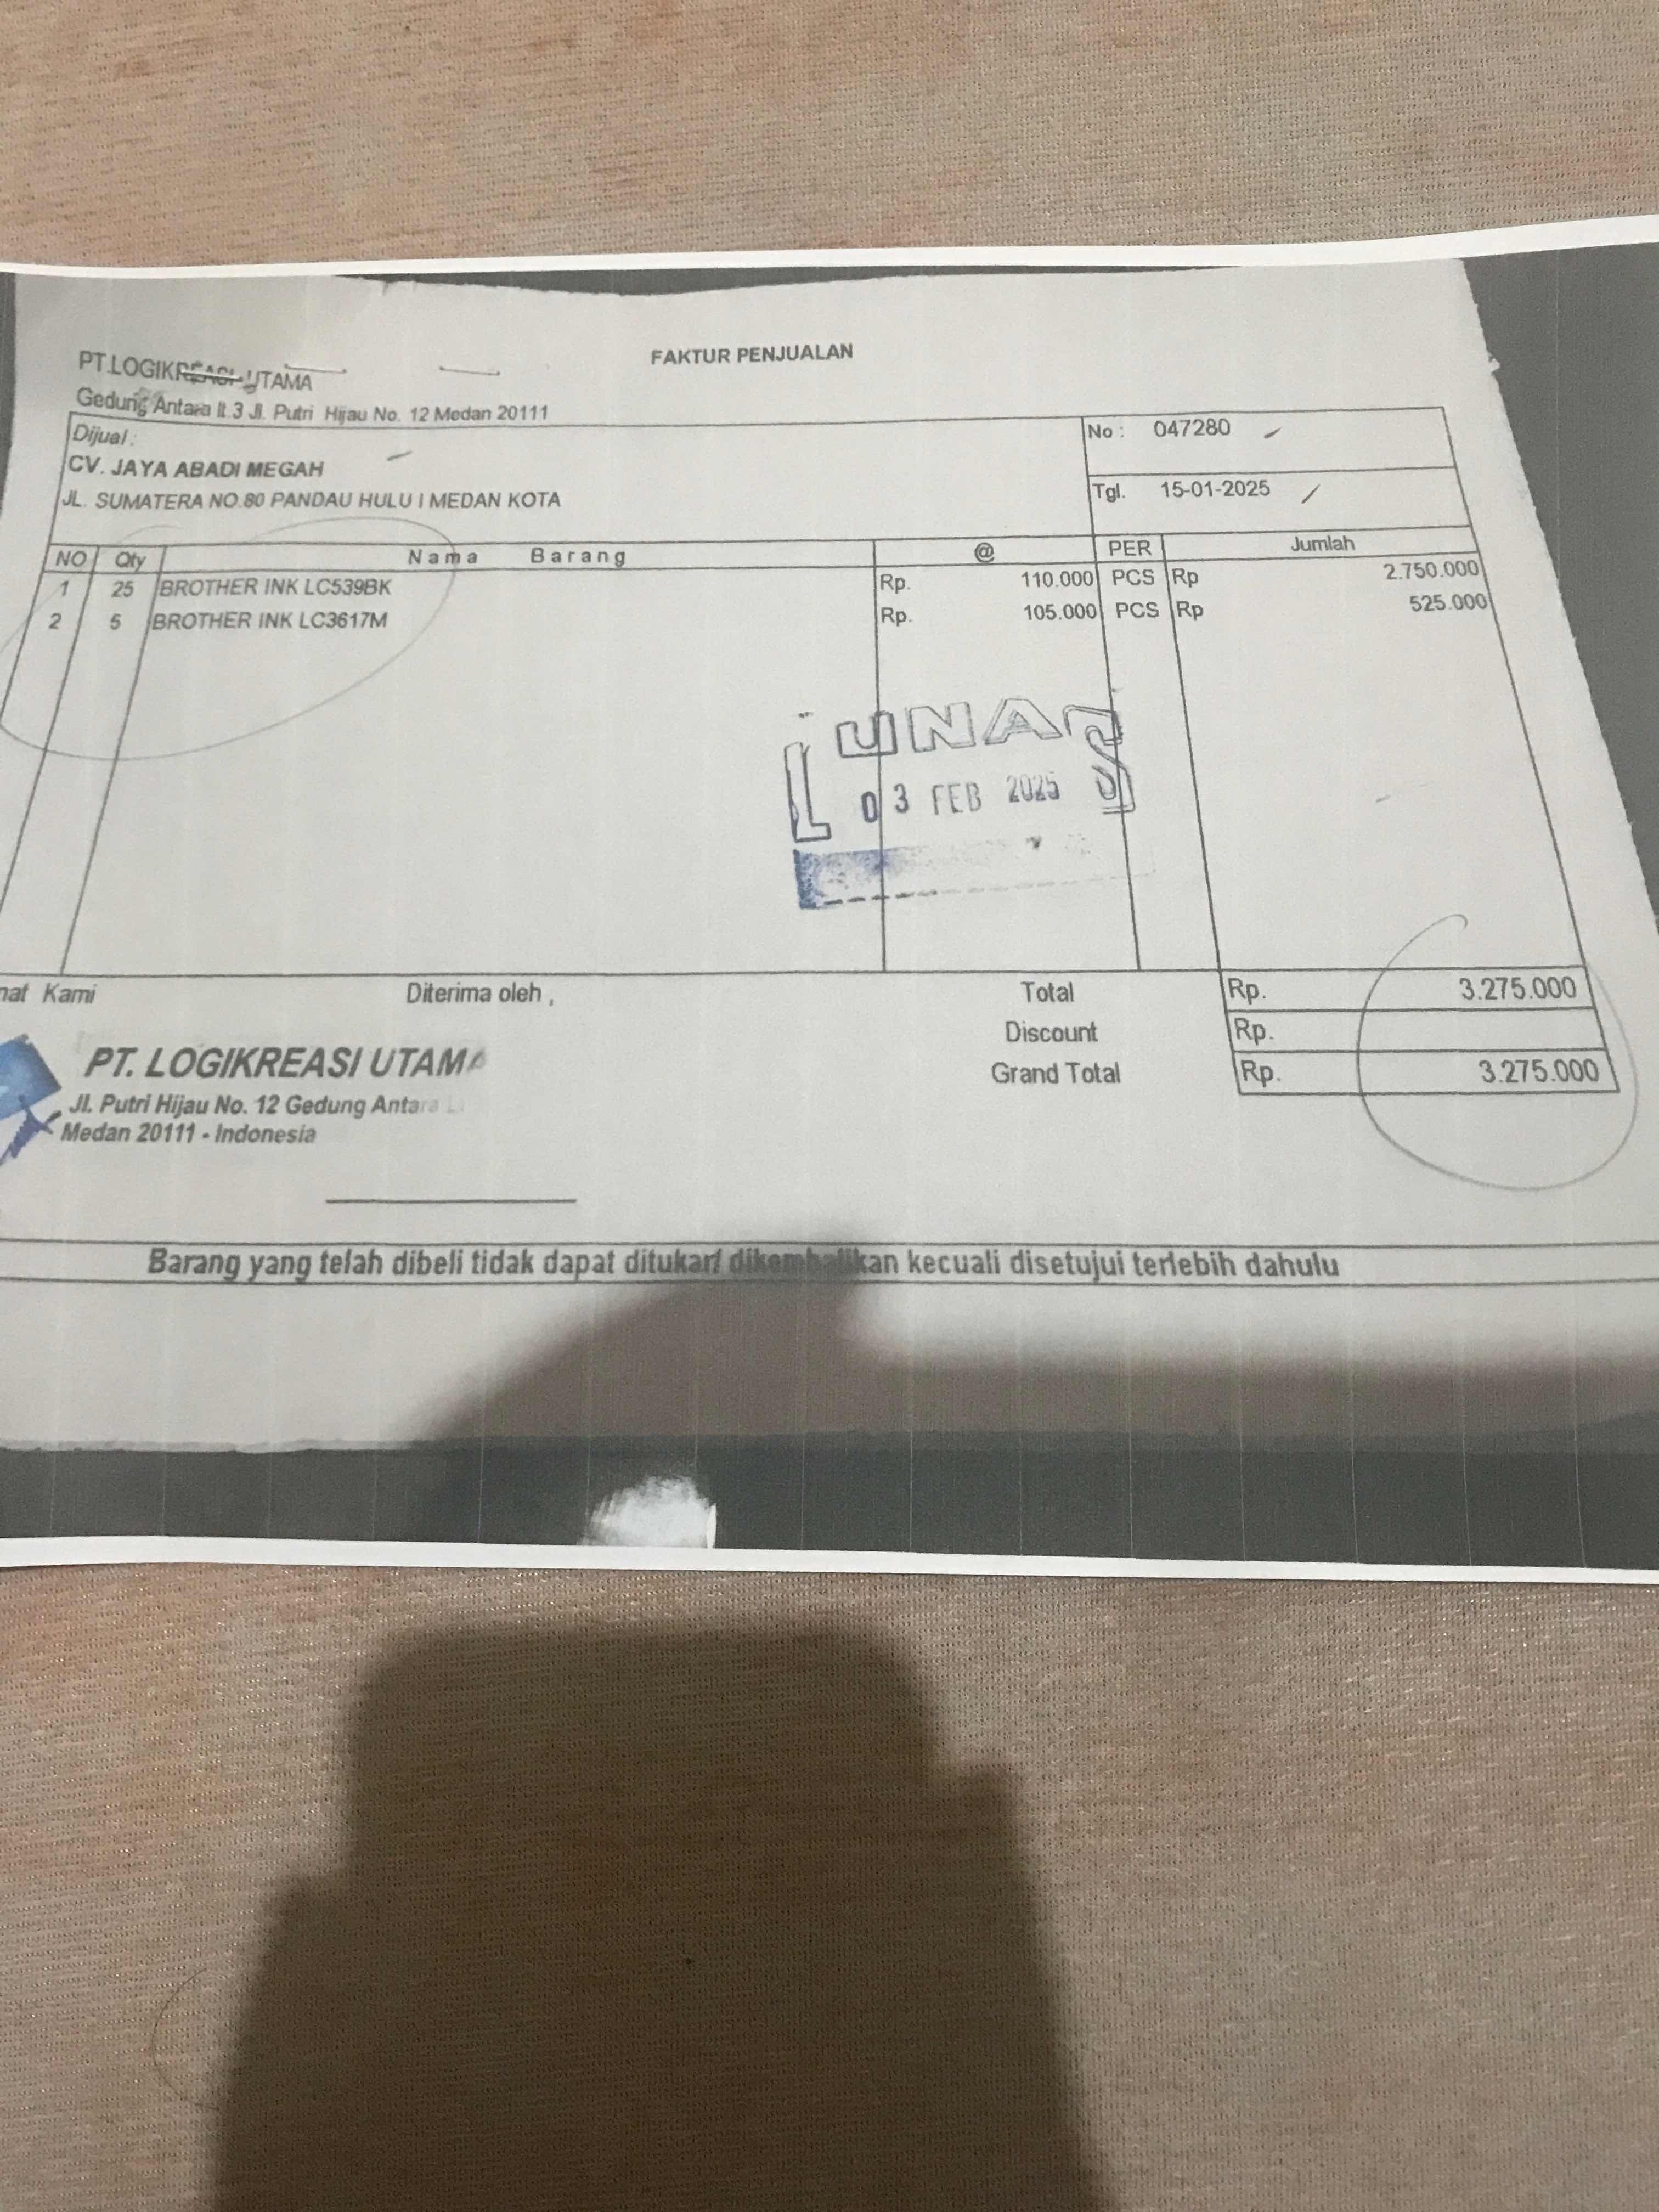 FAKTUR PENJUALAN
PT.LOGIKREASI UTAMA
Gedung Antara lt.3 Jl. Putri Hijau No. 12 Medan 20111
Dijual :
No : 047280
CV. JAYA ABADI MEGAH
JL. SUMATERA NO.80 PANDAU HULU I MEDAN KOTA
Tgl. 15-01-2025
NO Qty Nama Barang @ PER Jumlah
1 25 BROTHER INK LC539BK Rp. 110.000 PCS Rp 2.750.000
2 5 BROTHER INK LC3617M Rp. 105.000 PCS Rp 525.000
LUNAS
03 FEB 2025
Kami Diterima oleh , Total Rp. 3.275.000
Discount Rp.
Grand Total Rp. 3.275.000
PT. LOGIKREASI UTAMA
Jl. Putri Hijau No. 12 Gedung Antara
Medan 20111 - Indonesia
Barang yang telah dibeli tidak dapat ditukar/ dikembalikan kecuali disetujui terlebih dahulu